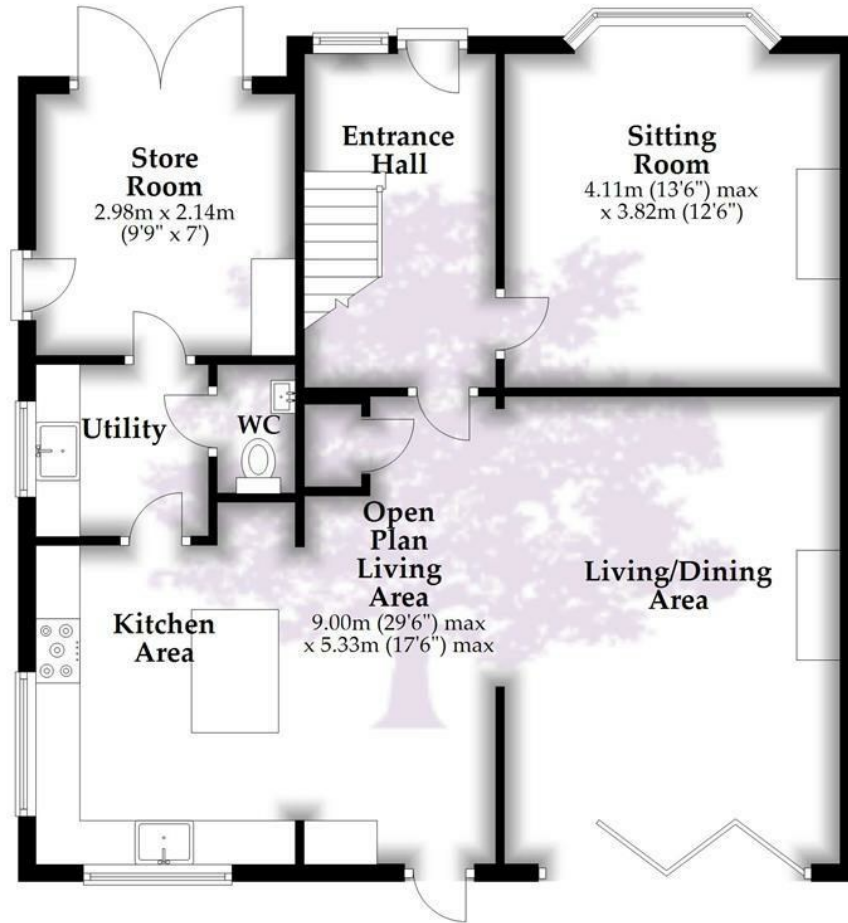 Store
Room
2.98m x 2.14m
(9'9" x 7')
Entrance
Hall
Sitting
Room
4.11m (13'6") max
x 3.82m (12'6")
Utility
WC
Open
Plan
Living
Area
9.00m (29'6") max
x 5.33m (17'6") max
Kitchen
Area
Living/Dining
Area